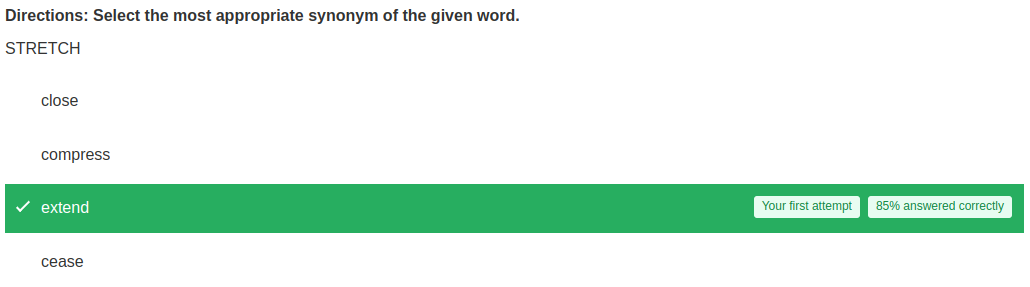 Directions: Select the most appropriate synonym of the given word.
STRETCH
close
compress
extend Your first attempt 85% answered correctly
cease